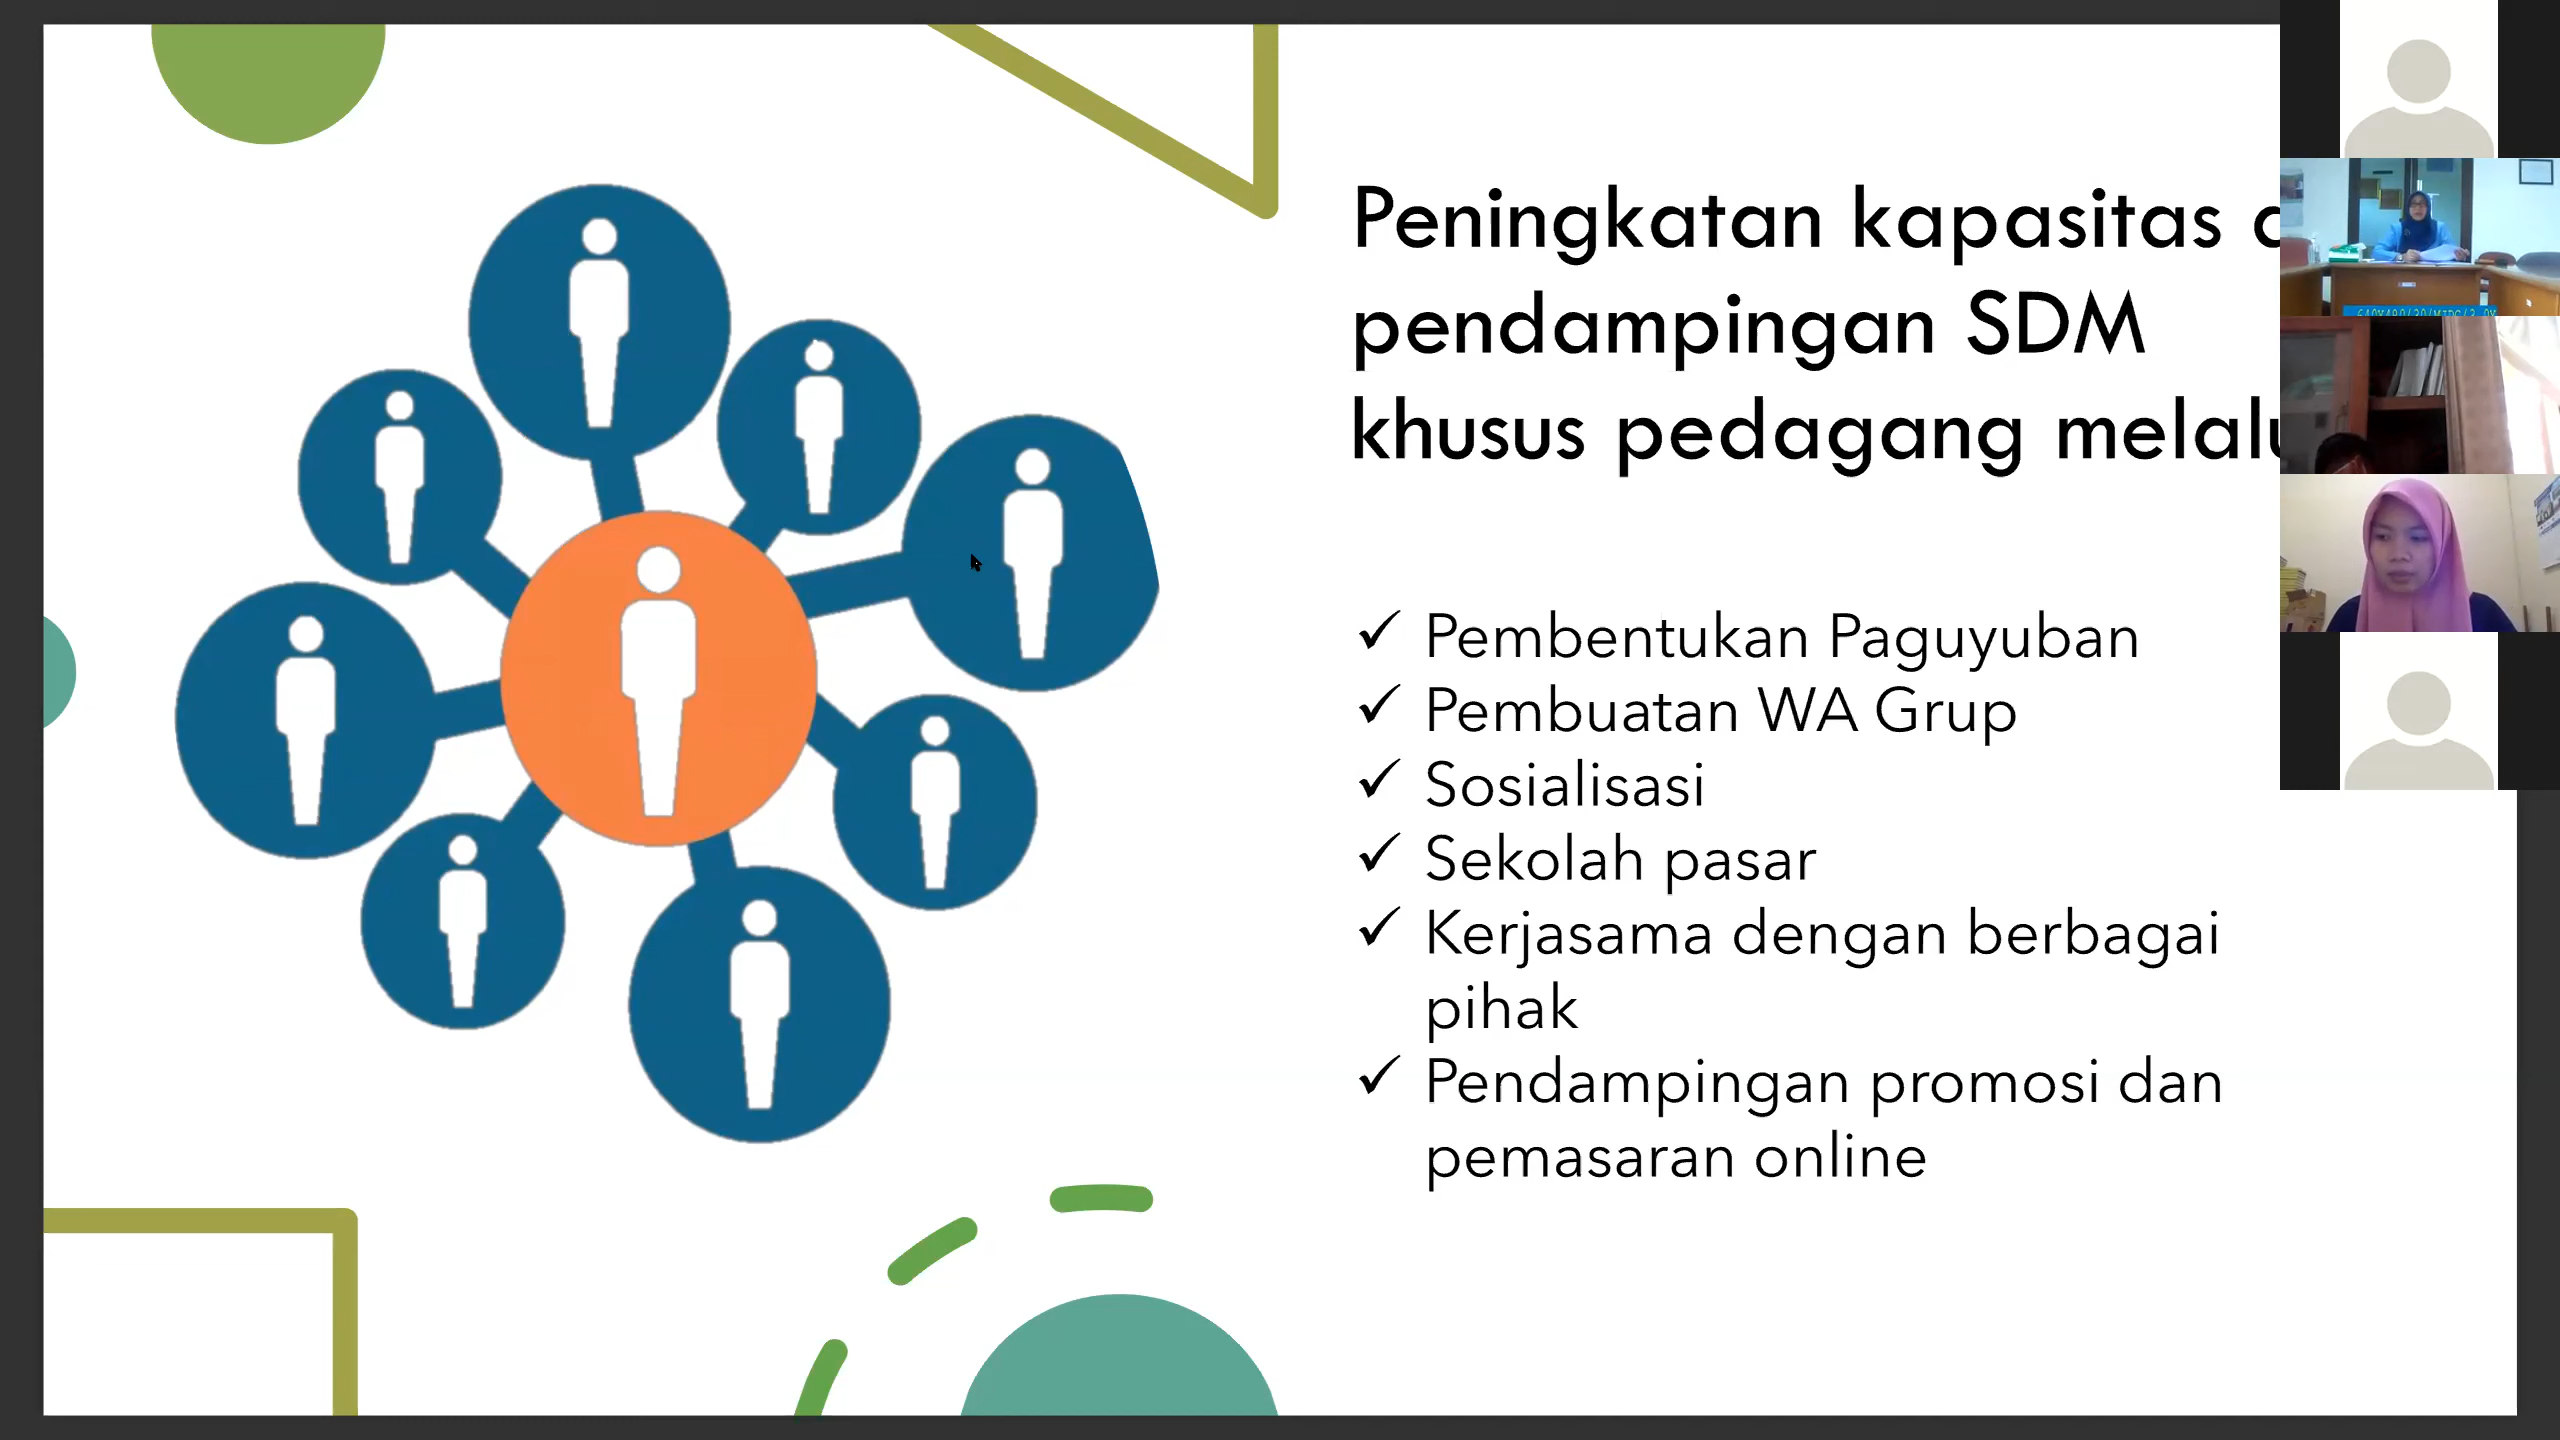 Peningkatan kapasitas
pendampingan SDM
khusus pedagang
✓ Pembentukan Paguyuban
✓ Pembuatan WA Grup
✓ Sosialisasi
✓ Sekolah pasar
✓ Kerjasama dengan berbagai
pihak
✓ Pendampingan promosi dan
pemasaran online